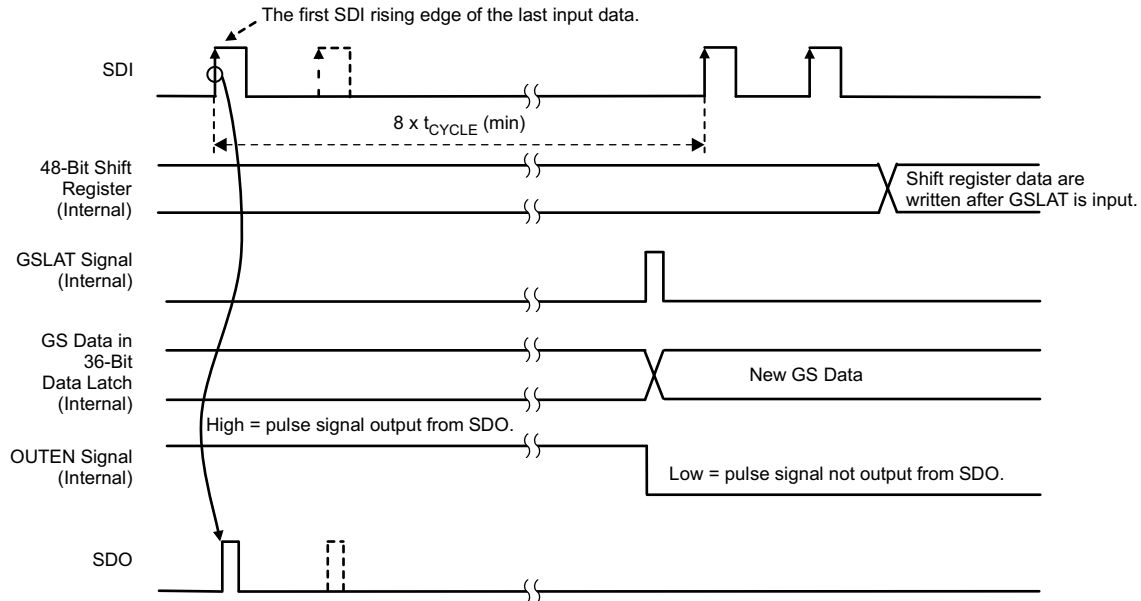 The first SDI rising edge of the last input data.
SDI
8 x tCYCLE (min)
48-Bit Shift
Register
(Internal)
Shift register data are
written after GSLAT is input.
GSLAT Signal
(Internal)
GS Data in
36-Bit
Data Latch
(Internal)
New GS Data
High = pulse signal output from SDO.
OUTEN Signal
(Internal)
Low = pulse signal not output from SDO.
SDO